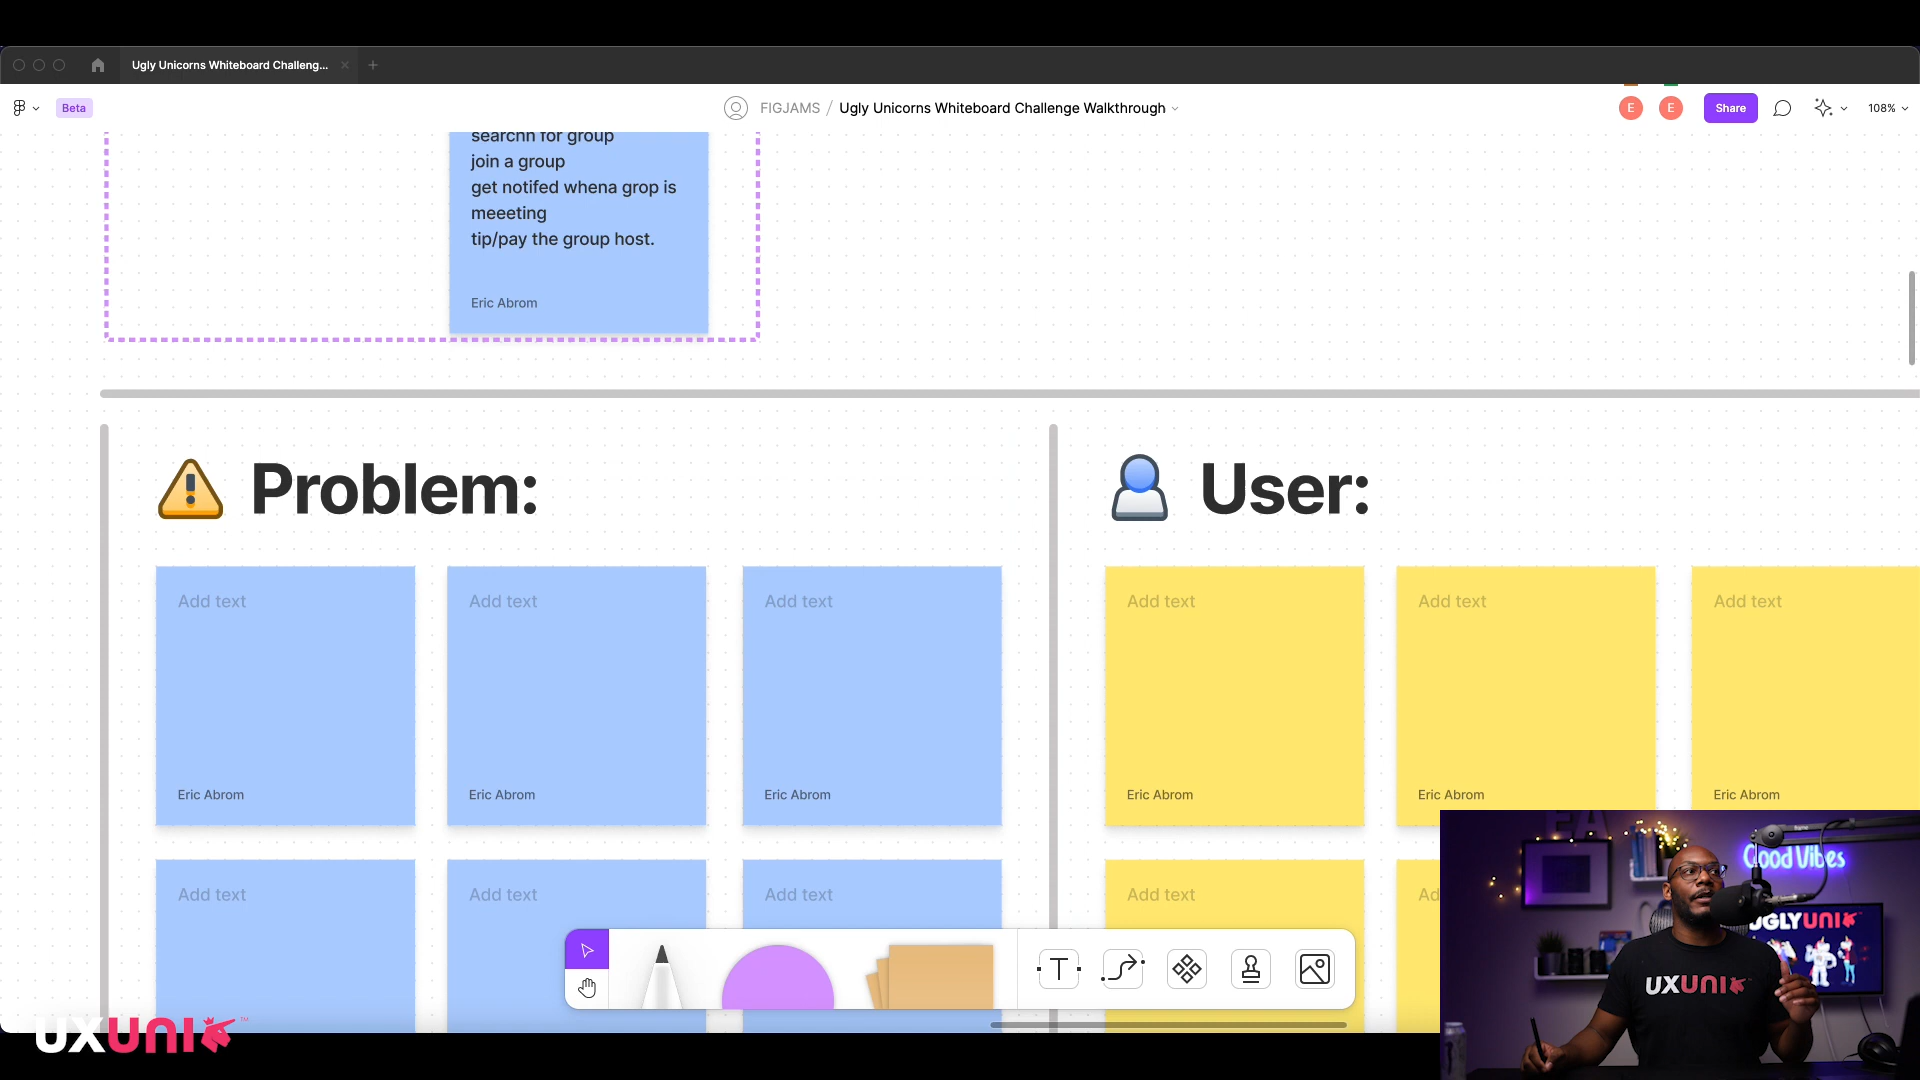 Ugly Unicorns Whiteboard Challeng...
Beta
FIGJAMS / Ugly Unicorns Whiteboard Challenge Walkthrough
E
E
Share
108%
searchn for group
join a group
get notifed whena grop is
meeeting
tip/pay the group host.
Eric Abrom
Problem:
User:
Add text
Add text
Add text
Add text
Add text
Add text
Eric Abrom
Eric Abrom
Eric Abrom
Eric Abrom
Eric Abrom
Eric Abrom
Add text
Add text
Add text
Add text
Ad
T
Good Vibes
UGLYUNI
UXUNI
UXUNI
TM